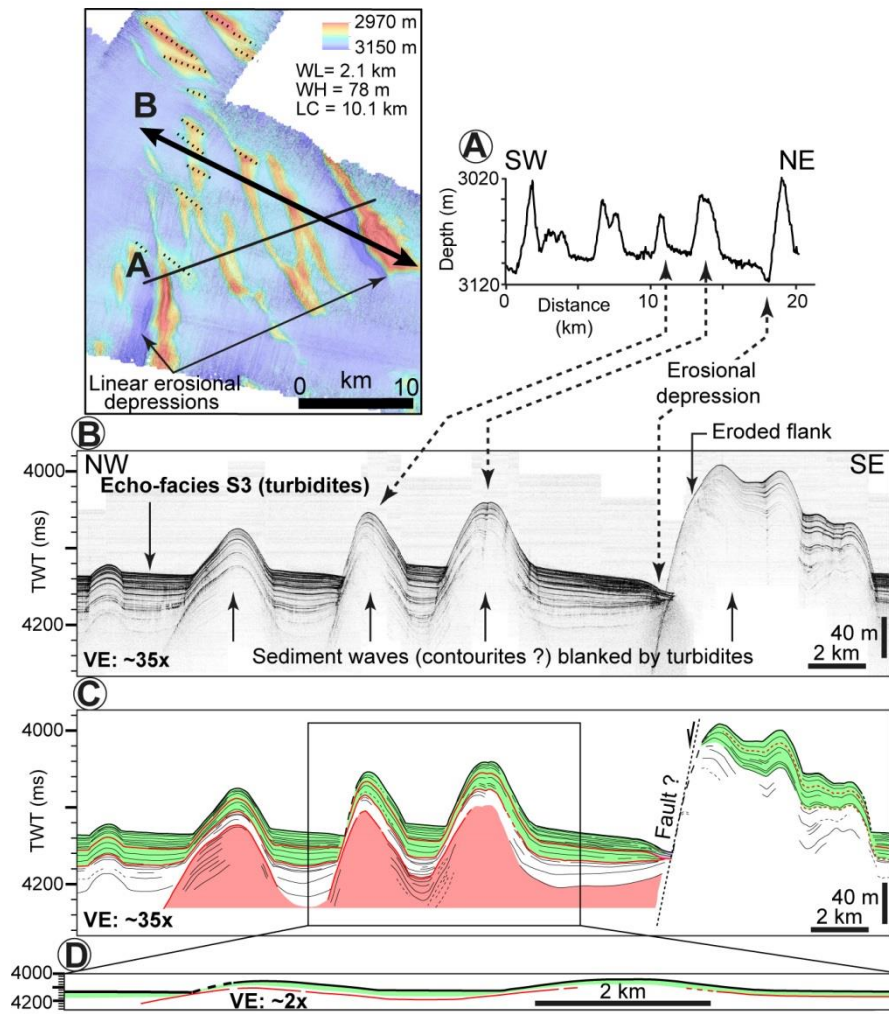 2970 m
3150 m
WL= 2.1 km
WH = 78 m
LC = 10.1 km
B
A
Linear erosional
depressions
0 km 10
A
SW NE
3020
Depth (m)
3120
0 10 20
Distance
(km)
Erosional
depression
Eroded flank
B
NW SE
4000
Echo-facies S3 (turbidites)
TWT (ms)
4200
VE: ~35x
Sediment waves (contourites ?) blanked by turbidites
40 m
2 km
C
4000
TWT (ms)
Fault ?
4200
VE: ~35x
40 m
2 km
D
4000
4200
VE: ~2x
2 km